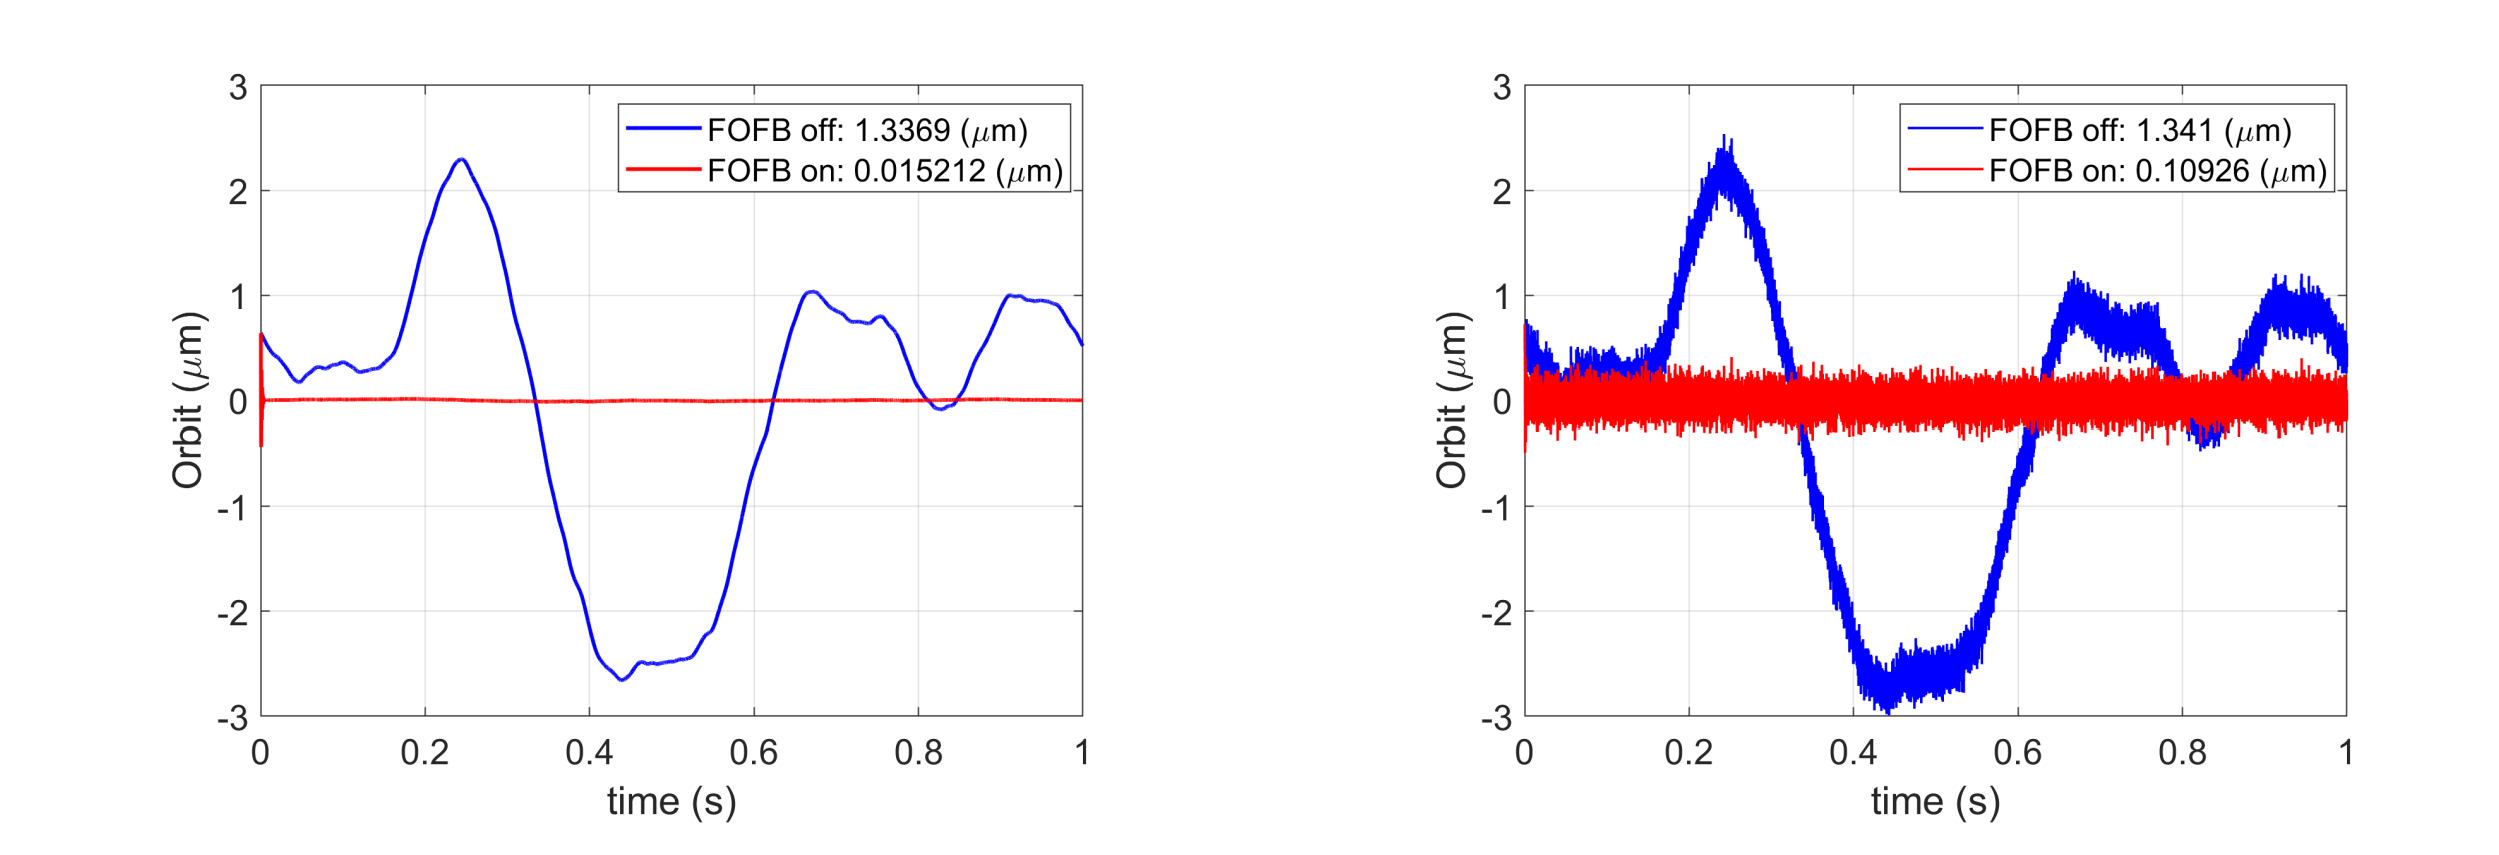 3
2
1
0
-1
-2
-3
Orbit (μm)
FOFB off: 1.3369 (μm)
FOFB on: 0.015212 (μm)
0 0.2 0.4 0.6 0.8 1
time (s)
3
2
1
0
-1
-2
-3
Orbit (μm)
FOFB off: 1.341 (μm)
FOFB on: 0.10926 (μm)
0 0.2 0.4 0.6 0.8 1
time (s)